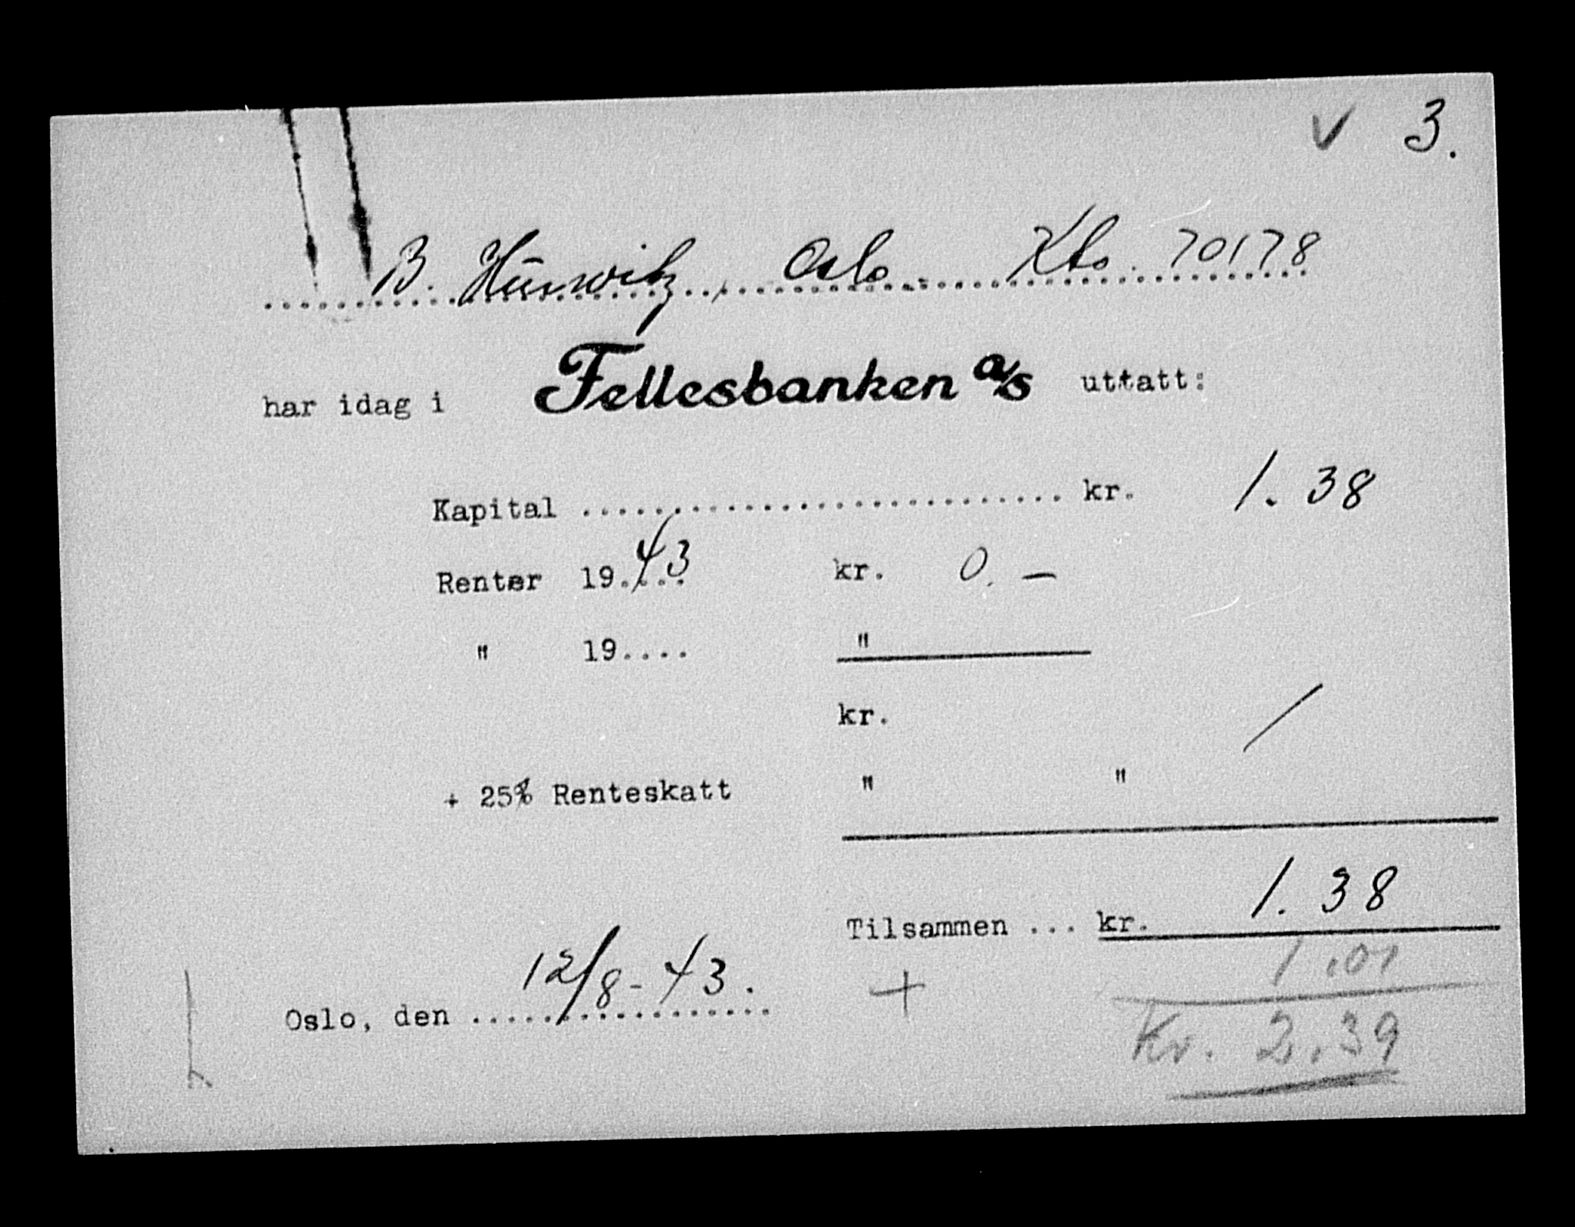 ✓ 3.
B. Hurwitz, Oslo. Kto. 70178
har idag i Fellesbanken a/s uttatt:
Kapital .......................... kr. 1. 38
Renter 19.43 kr. 0. —
" 19.... "
kr. /
+ 25% Renteskatt " "
Tilsammen ... kr. 1. 38
+ 1.01
Oslo, den 12/8-43.
Kr. 2.39